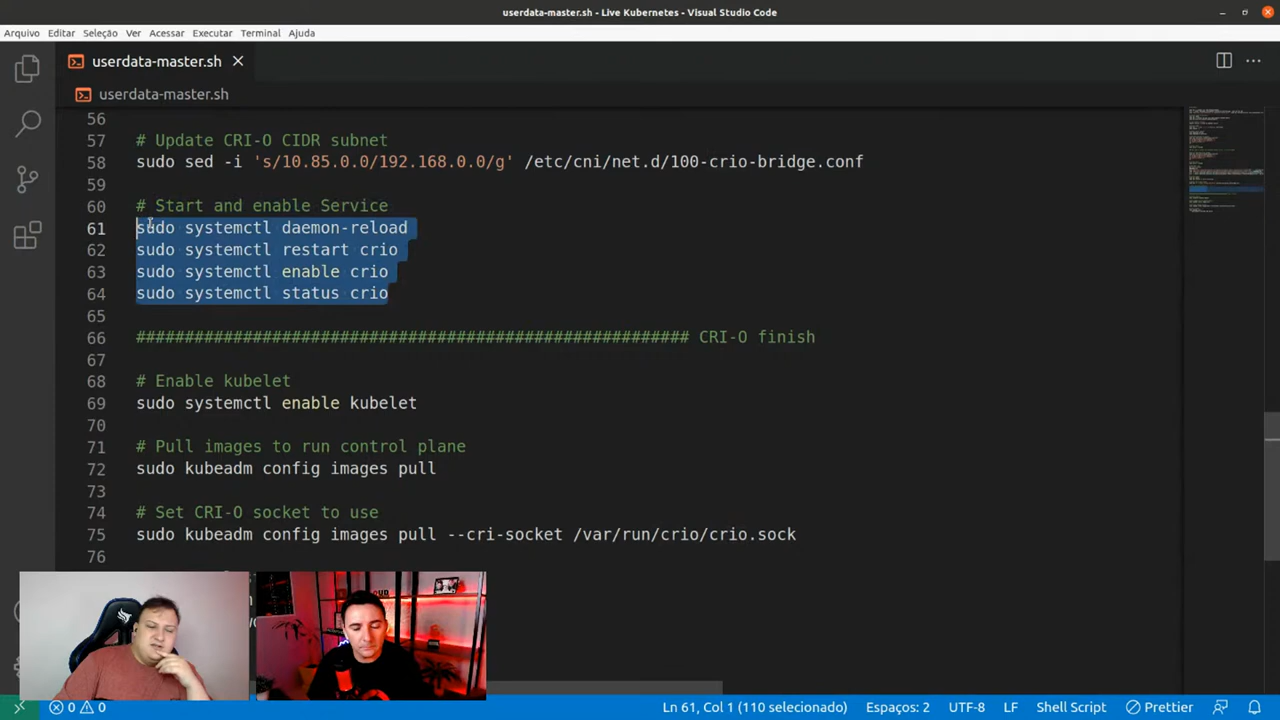 userdata-master.sh - Live Kubernetes - Visual Studio Code
Arquivo Editar Seleção Ver Acessar Executar Terminal Ajuda
userdata-master.sh
userdata-master.sh
56
57 # Update CRI-O CIDR subnet
58 sudo sed -i 's/10.85.0.0/192.168.0.0/g' /etc/cni/net.d/100-crio-bridge.conf
59
60 # Start and enable Service
61 sudo systemctl daemon-reload
62 sudo systemctl restart crio
63 sudo systemctl enable crio
64 sudo systemctl status crio
65
66 ######################################################### CRI-O finish
67
68 # Enable kubelet
69 sudo systemctl enable kubelet
70
71 # Pull images to run control plane
72 sudo kubeadm config images pull
73
74 # Set CRI-O socket to use
75 sudo kubeadm config images pull --cri-socket /var/run/crio/crio.sock
76
0 0 Ln 61, Col 1 (110 selecionado) Espaços: 2 UTF-8 LF Shell Script Prettier